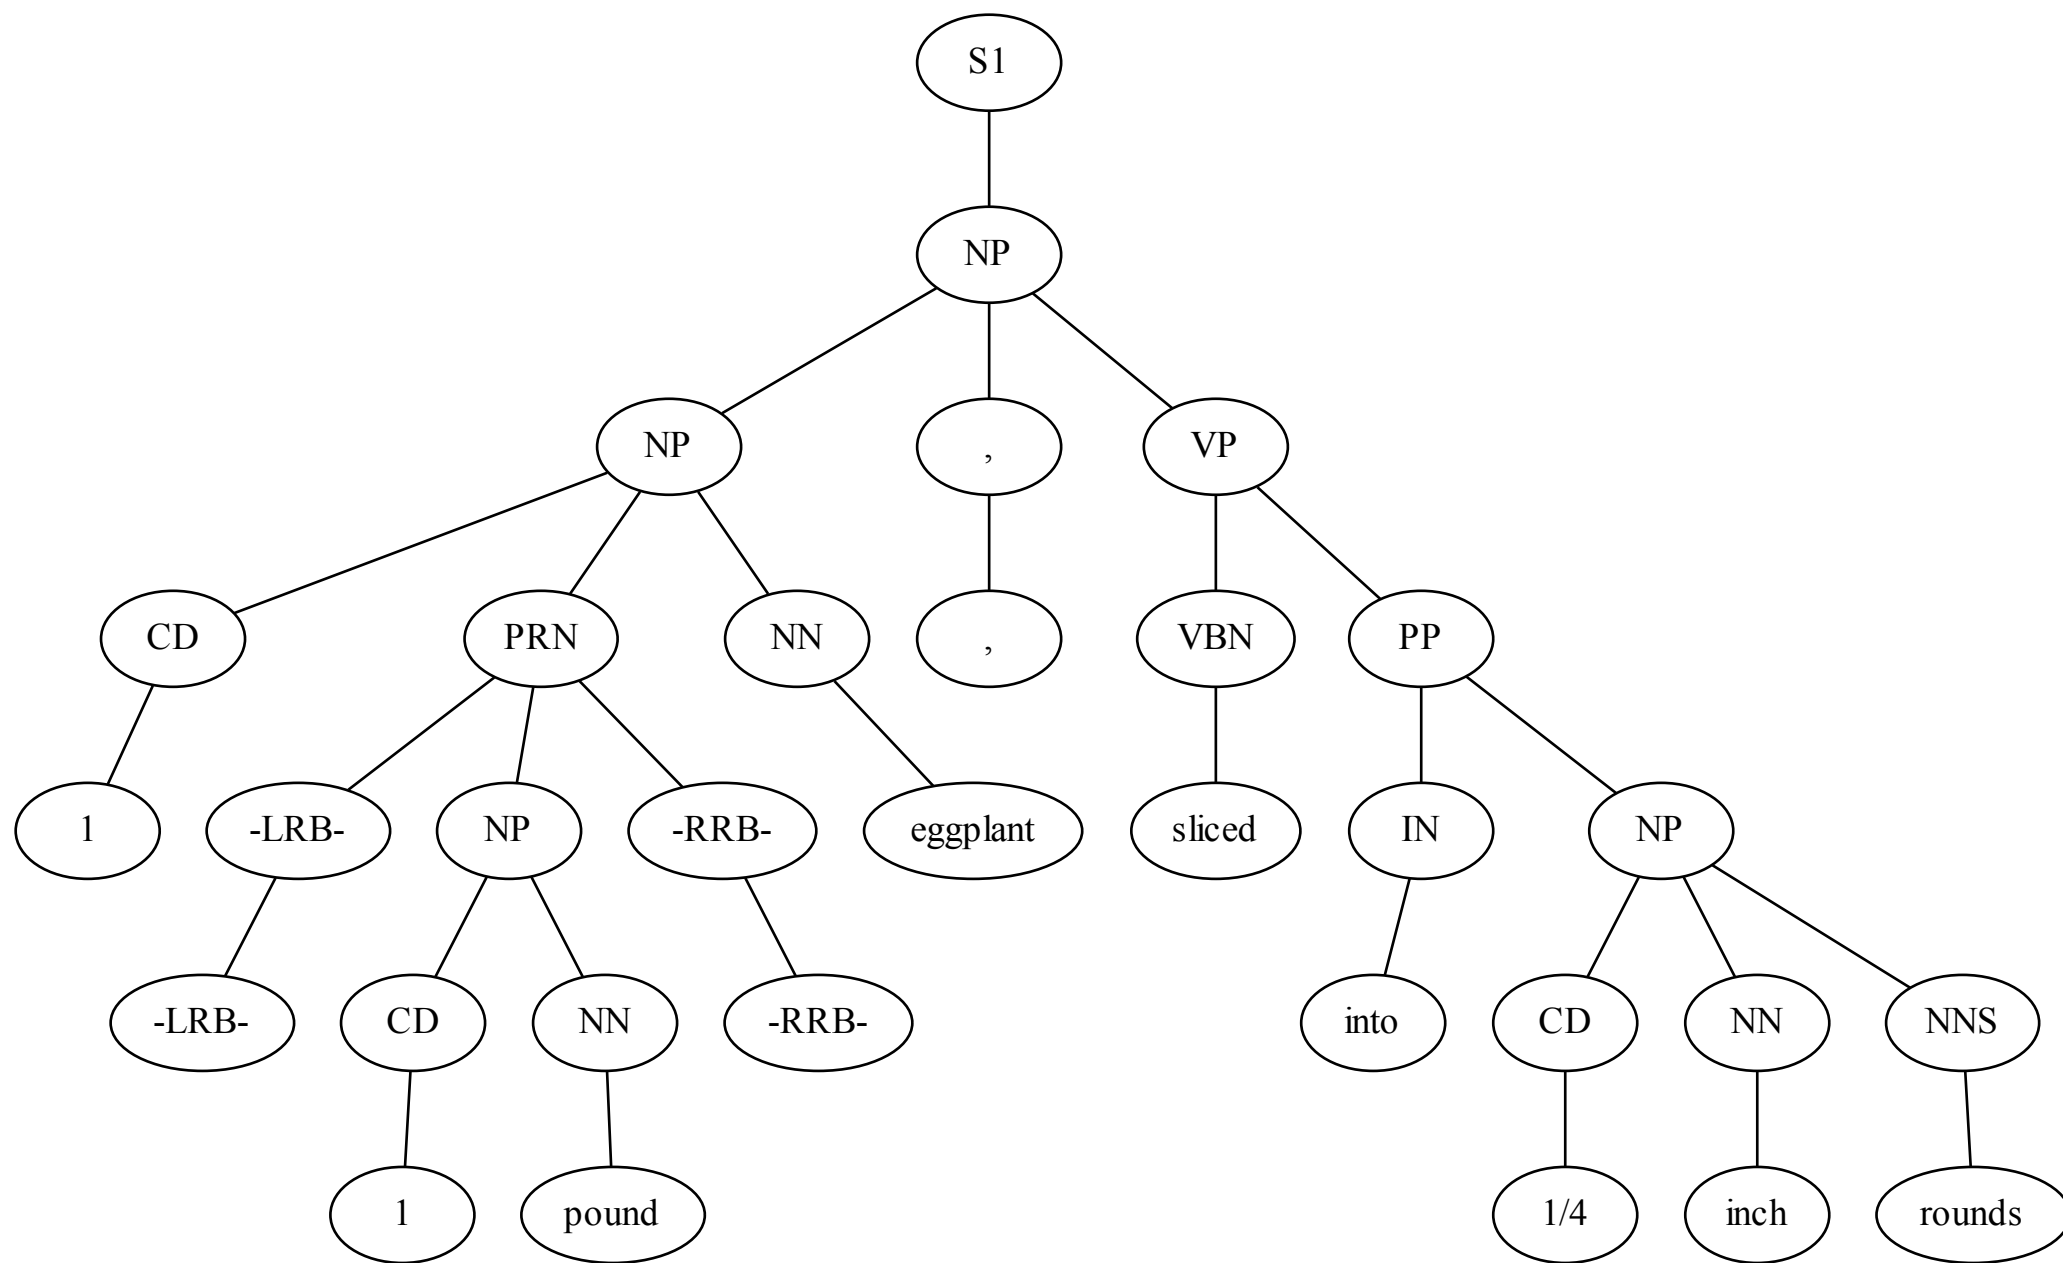 S1
NP
NP , VP
CD PRN NN , VBN PP
1 -LRB- NP -RRB- eggplant sliced IN NP
-LRB- CD NN -RRB- into CD NN NNS
1 pound 1/4 inch rounds